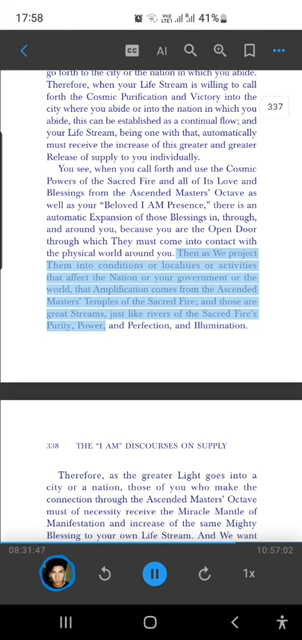 17:58
41%
CC
AI
go forth to the city or the nation in which you abide.
Therefore, when your Life Stream is willing to call
forth the Cosmic Purification and Victory into the
city where you abide or into the nation in which you
abide, this can be established as a continual flow; and
your Life Stream, being one with that, automatically
must receive the increase of this greater and greater
Release of supply to you individually.
337
You see, when you call forth and use the Cosmic
Powers of the Sacred Fire and all of Its Love and
Blessings from the Ascended Masters' Octave as
well as your "Beloved I AM Presence," there is an
automatic Expansion of those Blessings in, through,
and around you, because you are the Open Door
through which They must come into contact with
the physical world around you. Then as We project
Them into conditions or localities or activities
that affect the Nation or your government or the
world, that Amplification comes from the Ascended
Masters' Temples of the Sacred Fire; and those are
great Streams, just like rivers of the Sacred Fire's
Purity, Power, and Perfection, and Illumination.
338 THE "I AM" DISCOURSES ON SUPPLY
Therefore, as the greater Light goes into a
city or a nation, those of you who make the
connection through the Ascended Masters' Octave
must of necessity receive the Miracle Mantle of
Manifestation and increase of the same Mighty
Blessing to your own Life Stream. And We want
08:31:47
10:57:02
1x